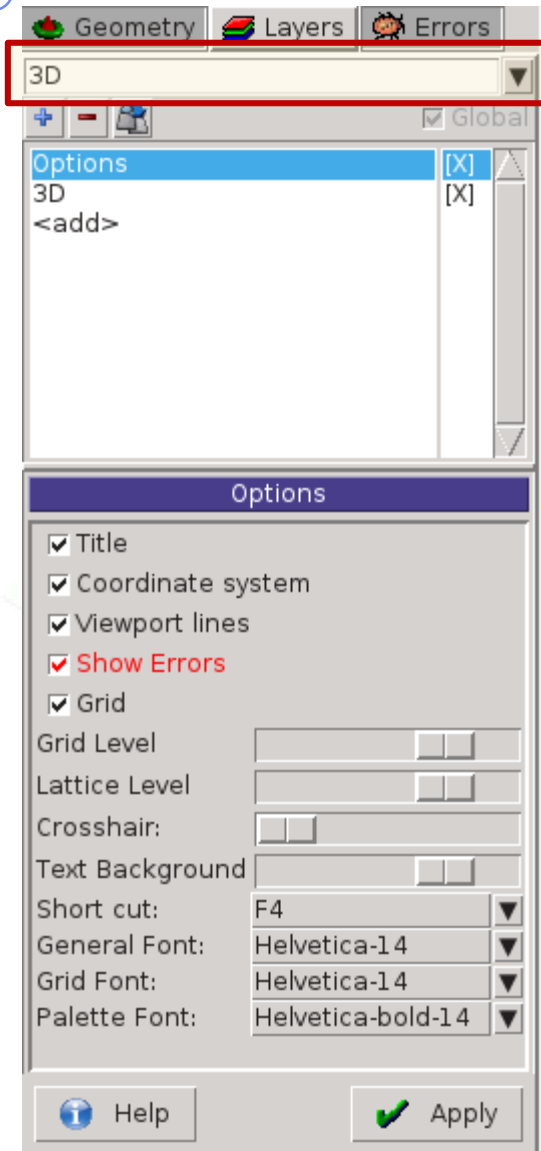 Geometry Layers Errors
3D
Global
Options [X]
3D [X]
<add>
Options
Title
Coordinate system
Viewport lines
Show Errors
Grid
Grid Level
Lattice Level
Crosshair:
Text Background
Short cut: F4
General Font: Helvetica-14
Grid Font: Helvetica-14
Palette Font: Helvetica-bold-14
Help Apply